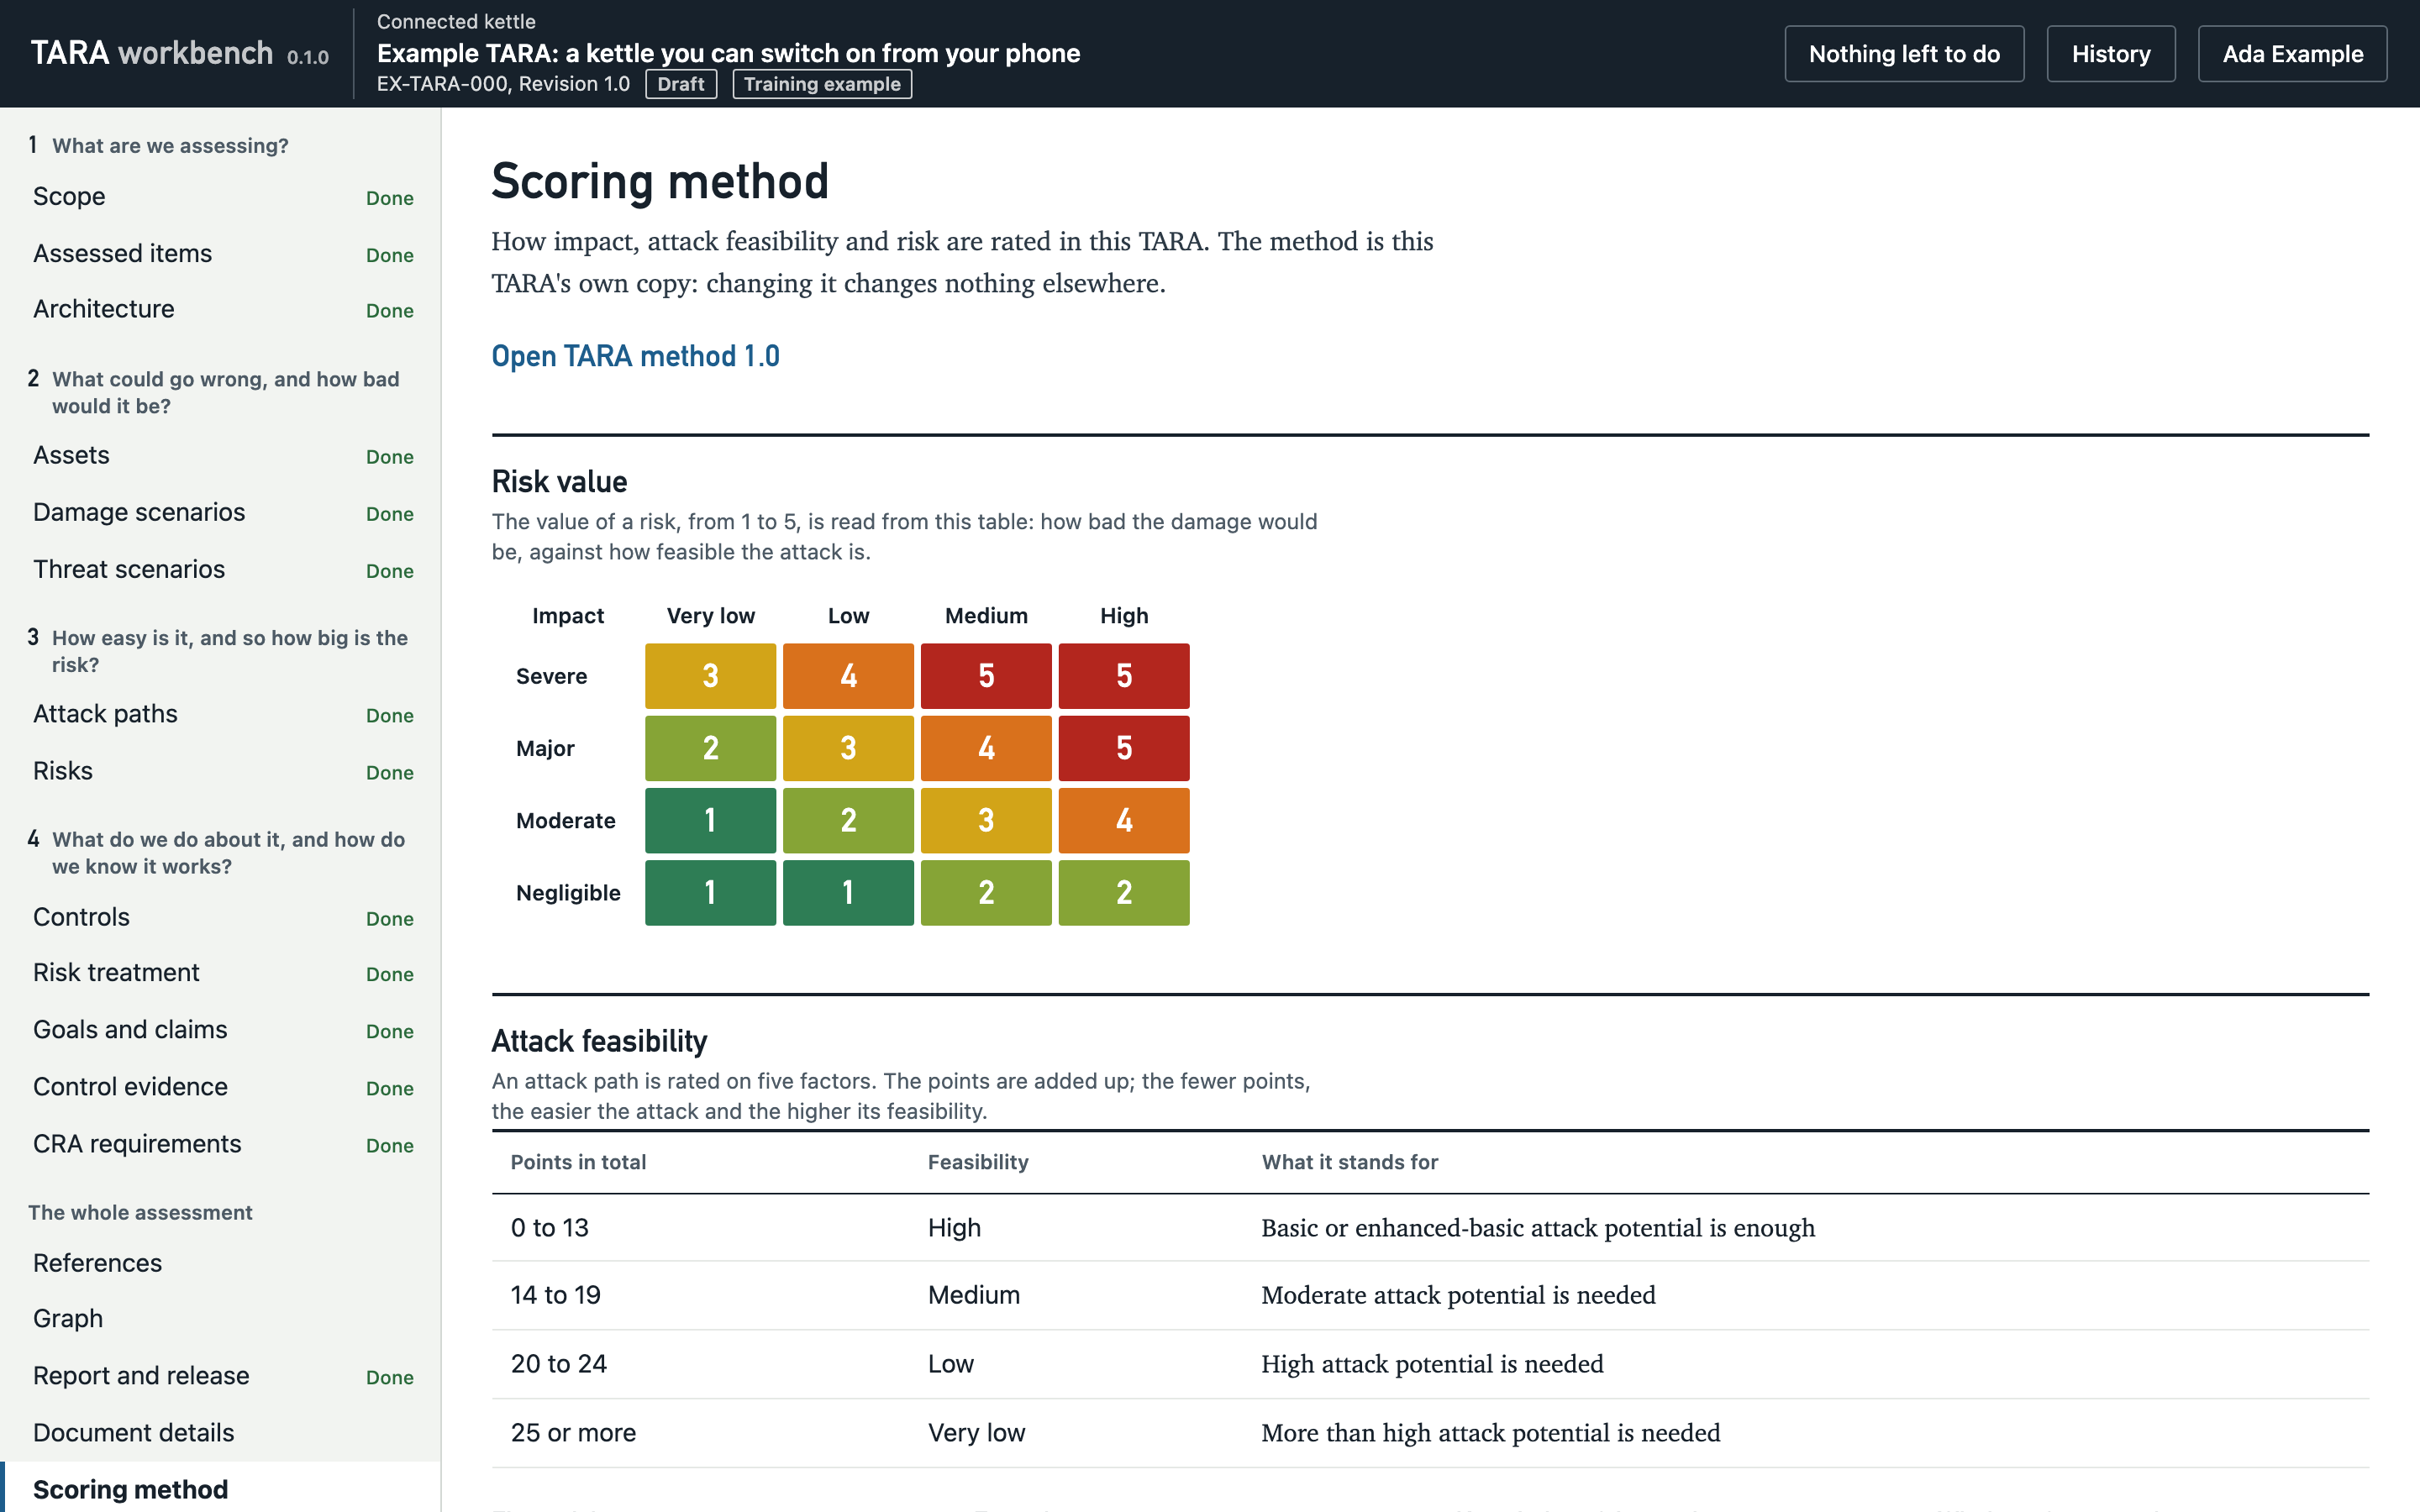 TARA workbench 0.1.0
Connected kettle
Example TARA: a kettle you can switch on from your phone
EX-TARA-000, Revision 1.0 Draft Training example
Nothing left to do
History
Ada Example
1 What are we assessing?
Scope Done
Assessed items Done
Architecture Done
2 What could go wrong, and how bad
would it be?
Assets Done
Damage scenarios Done
Threat scenarios Done
3 How easy is it, and so how big is the
risk?
Attack paths Done
Risks Done
4 What do we do about it, and how do
we know it works?
Controls Done
Risk treatment Done
Goals and claims Done
Control evidence Done
CRA requirements Done
The whole assessment
References
Graph
Report and release Done
Document details
Scoring method
Scoring method
How impact, attack feasibility and risk are rated in this TARA. The method is this
TARA's own copy: changing it changes nothing elsewhere.
Open TARA method 1.0
Risk value
The value of a risk, from 1 to 5, is read from this table: how bad the damage would
be, against how feasible the attack is.
Impact Very low Low Medium High
Severe 3 4 5 5
Major 2 3 4 5
Moderate 1 2 3 4
Negligible 1 1 2 2
Attack feasibility
An attack path is rated on five factors. The points are added up; the fewer points,
the easier the attack and the higher its feasibility.
Points in total Feasibility What it stands for
0 to 13 High Basic or enhanced-basic attack potential is enough
14 to 19 Medium Moderate attack potential is needed
20 to 24 Low High attack potential is needed
25 or more Very low More than high attack potential is needed